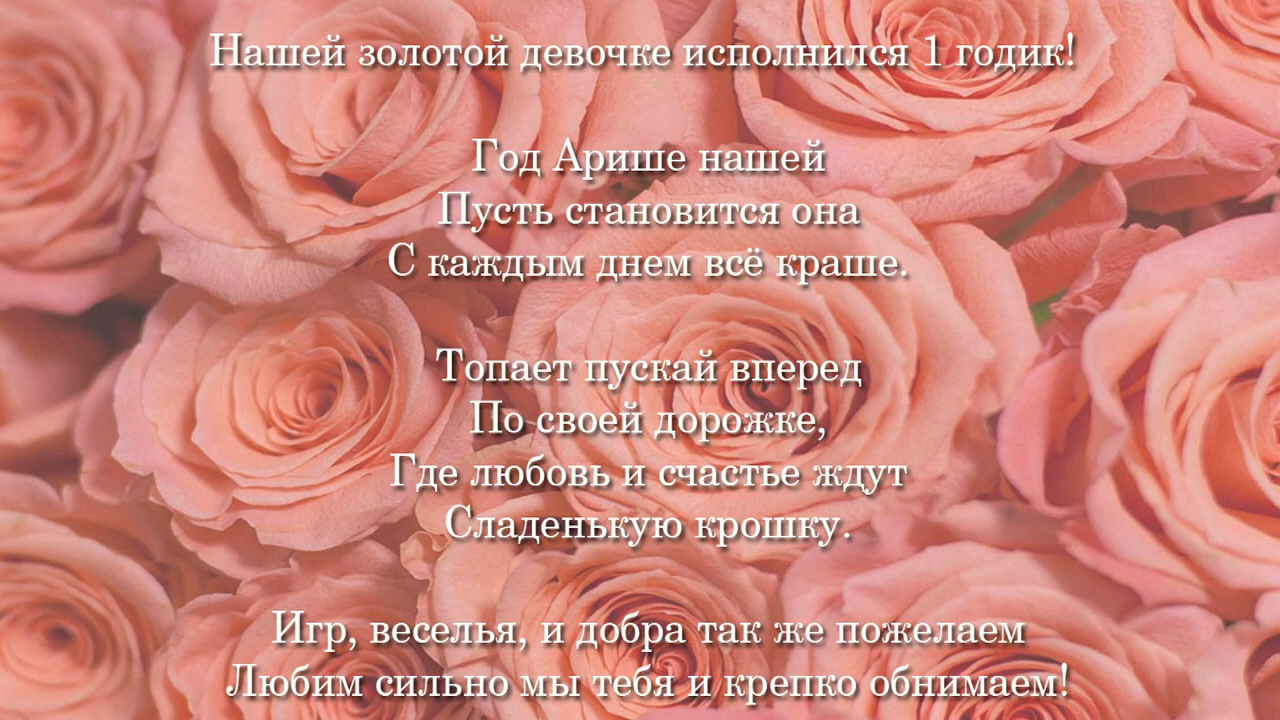 Нашей золотой девочке исполнился 1 годик!
Год Арише нашей
Пусть становится она
С каждым днем всё краше.
Топает пускай вперед
По своей дорожке,
Где любовь и счастье ждут
Сладенькую крошку.
Игр, веселья, и добра так же пожелаем
Любим сильно мы тебя и крепко обнимаем!